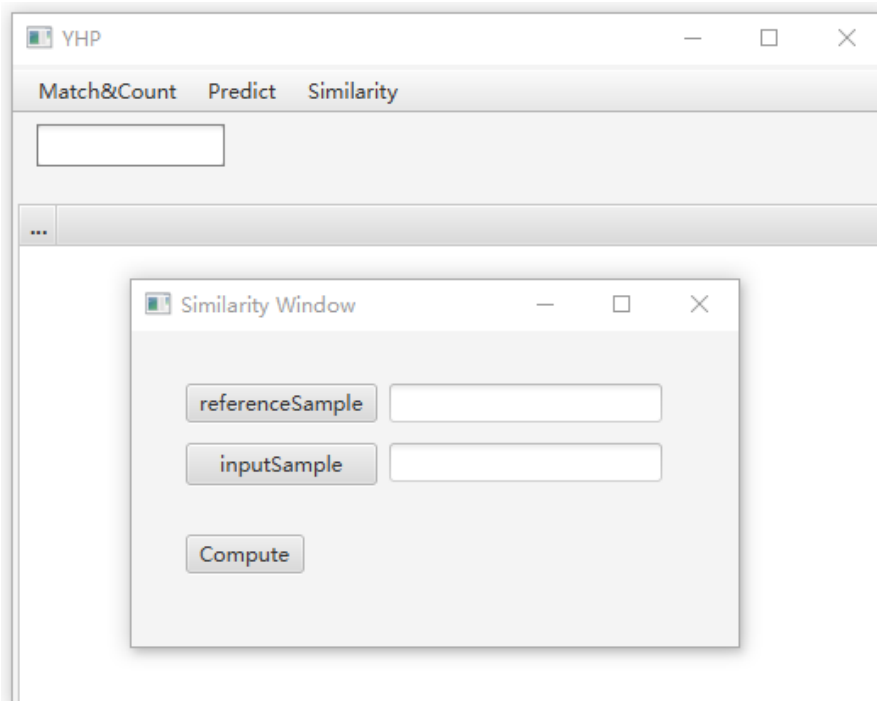 YHP
Match&Count Predict Similarity
...
Similarity Window
referenceSample
inputSample
Compute